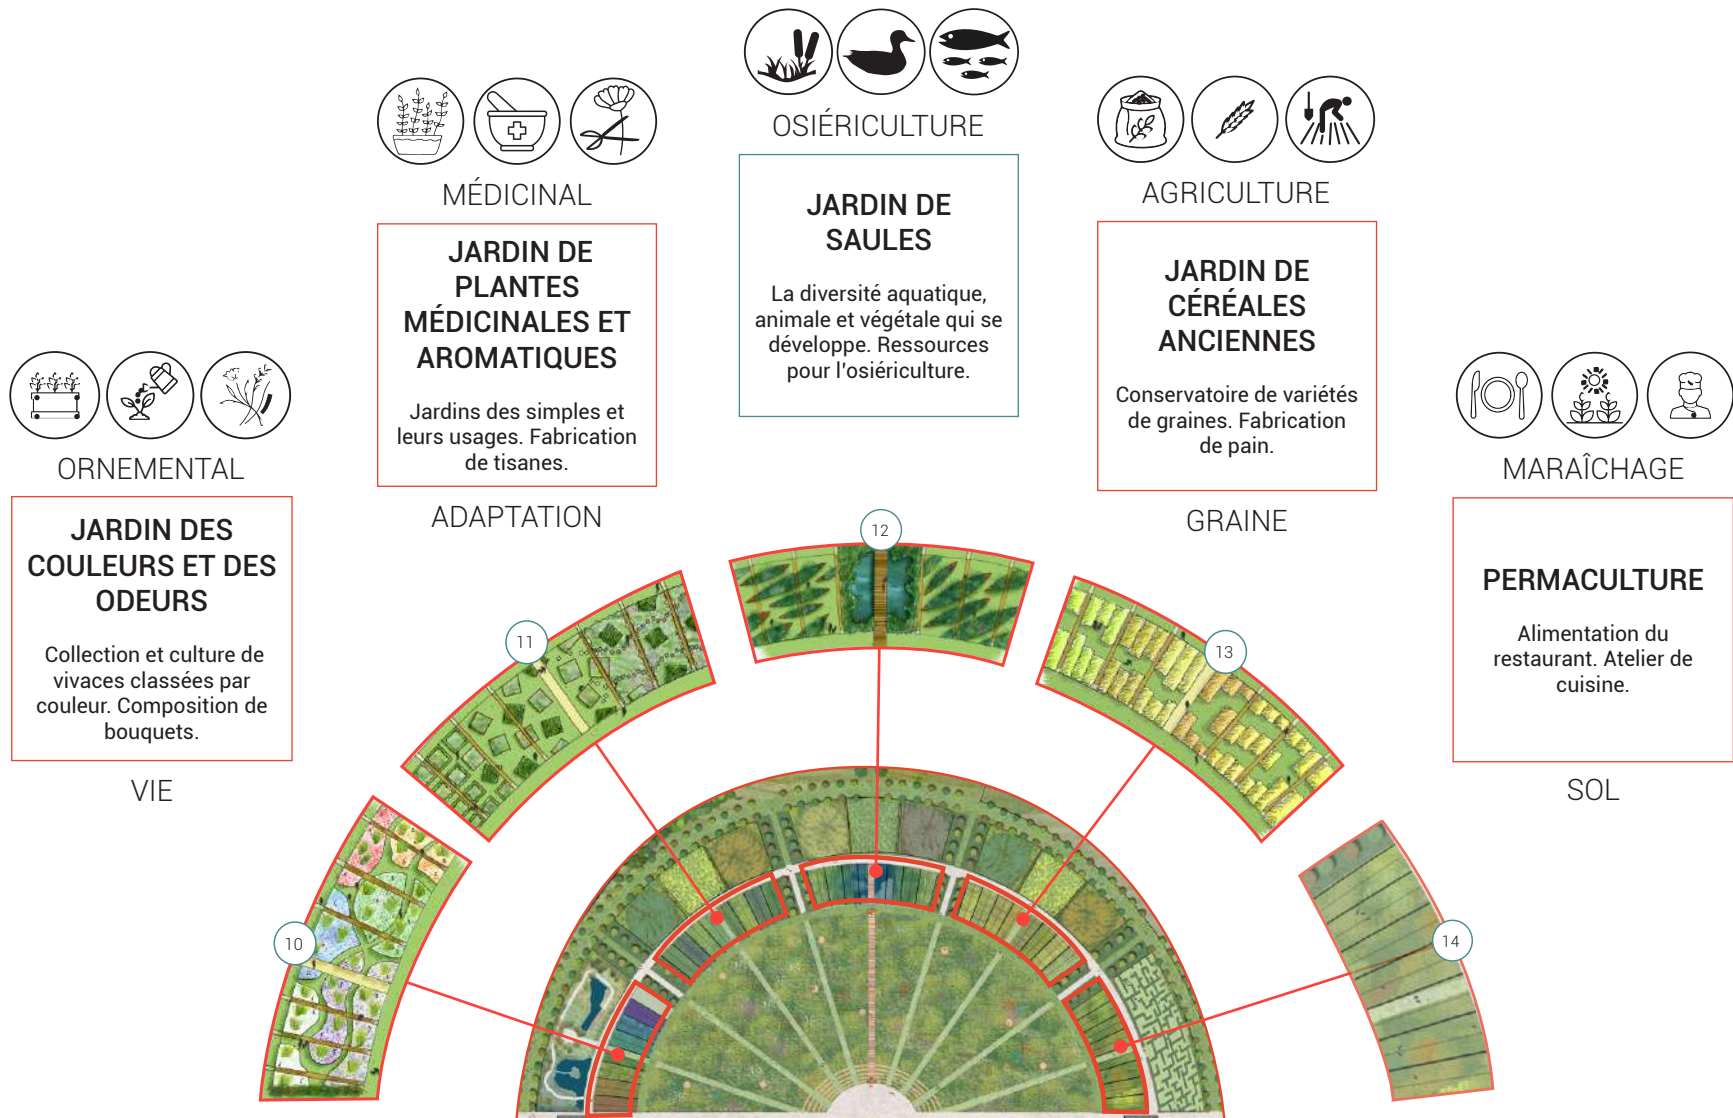 ORNEMENTAL
JARDIN DES
COULEURS ET DES
ODEURS
Collection et culture de
vivaces classées par
couleur. Composition de
bouquets.
VIE
10
MÉDICINAL
JARDIN DE
PLANTES
MÉDICINALES ET
AROMATIQUES
Jardins des simples et
leurs usages. Fabrication
de tisanes.
ADAPTATION
11
OSIÉRICULTURE
JARDIN DE
SAULES
La diversité aquatique,
animale et végétale qui se
développe. Ressources
pour l'osiériculture.
12
AGRICULTURE
JARDIN DE
CÉRÉALES
ANCIENNES
Conservatoire de variétés
de graines. Fabrication
de pain.
GRAINE
13
MARAÎCHAGE
PERMACULTURE
Alimentation du
restaurant. Atelier de
cuisine.
SOL
14